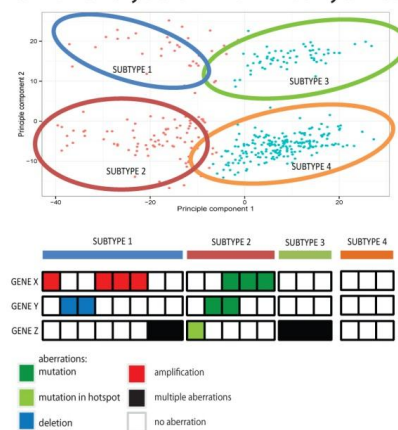 20
10
0
-10
Principle component 2
SUBTYPE 1
SUBTYPE 3
SUBTYPE 2
SUBTYPE 4
-40 -20 0 20
Principle component 1
SUBTYPE 1 SUBTYPE 2 SUBTYPE 3 SUBTYPE 4
GENE X
GENE Y
GENE Z
aberrations:
mutation amplification
mutation in hotspot multiple aberrations
deletion no aberration